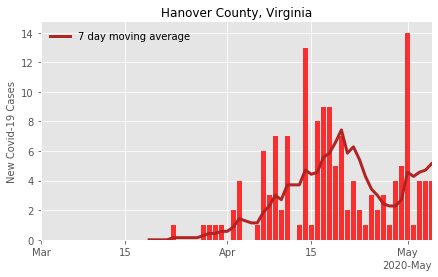 Hanover County, Virginia
7 day moving average
New Covid-19 Cases
14
12
10
8
6
4
2
0
Mar
15
Apr
15
May
2020-May